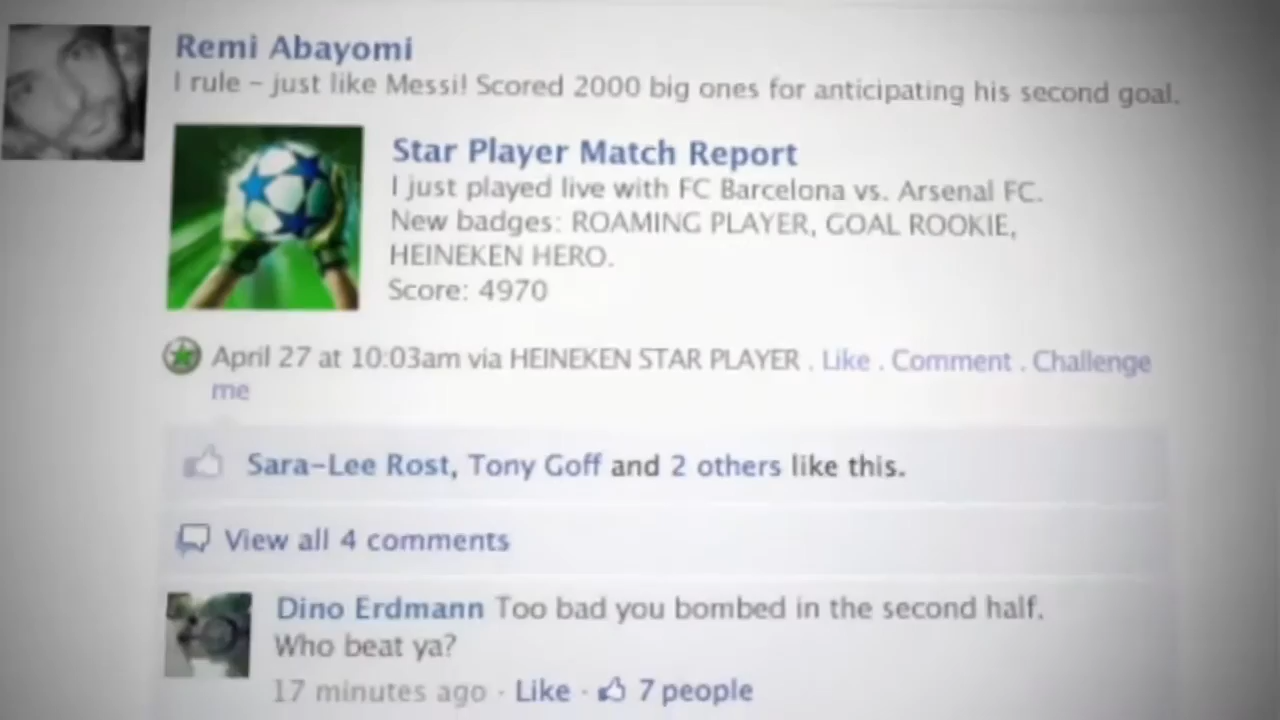 Remi Abayomi
I rule – just like Messi! Scored 2000 big ones for anticipating his second goal.
Star Player Match Report
I just played live with FC Barcelona vs. Arsenal FC.
New badges: ROAMING PLAYER, GOAL ROOKIE,
HEINEKEN HERO.
Score: 4970
April 27 at 10:03am via HEINEKEN STAR PLAYER . Like . Comment . Challenge
me
Sara-Lee Rost, Tony Goff and 2 others like this.
View all 4 comments
Dino Erdmann Too bad you bombed in the second half.
Who beat ya?
17 minutes ago · Like · 7 people